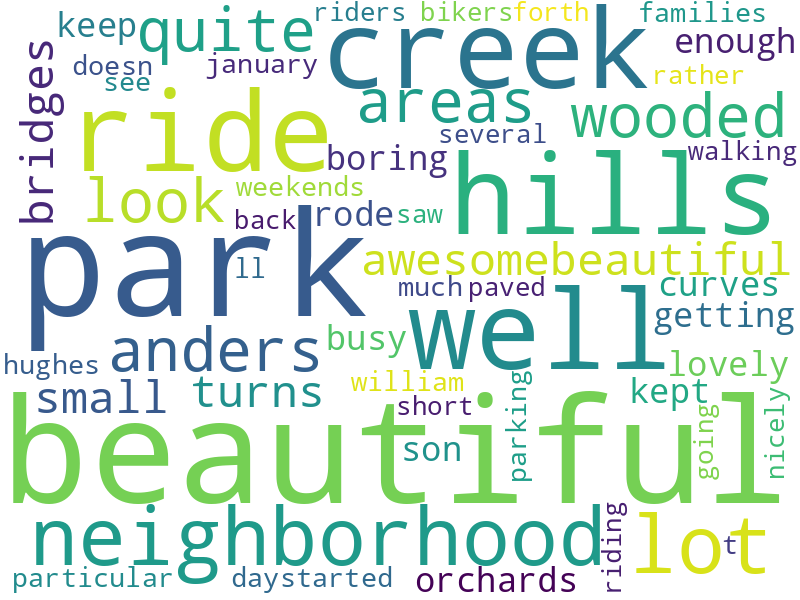 riders bikers forth families
keep quite creek
enough
doesn january
see rather
bridges ride areas wooded
several
boring walking
look weekends hills
back rode saw
park
ll awesomebeautiful
much paved curves
well getting
anders busy
hughes lovely
small turns william kept
short
parking going nicely
beautiful son
neighborhood lot
riding t
particular daystarted orchards